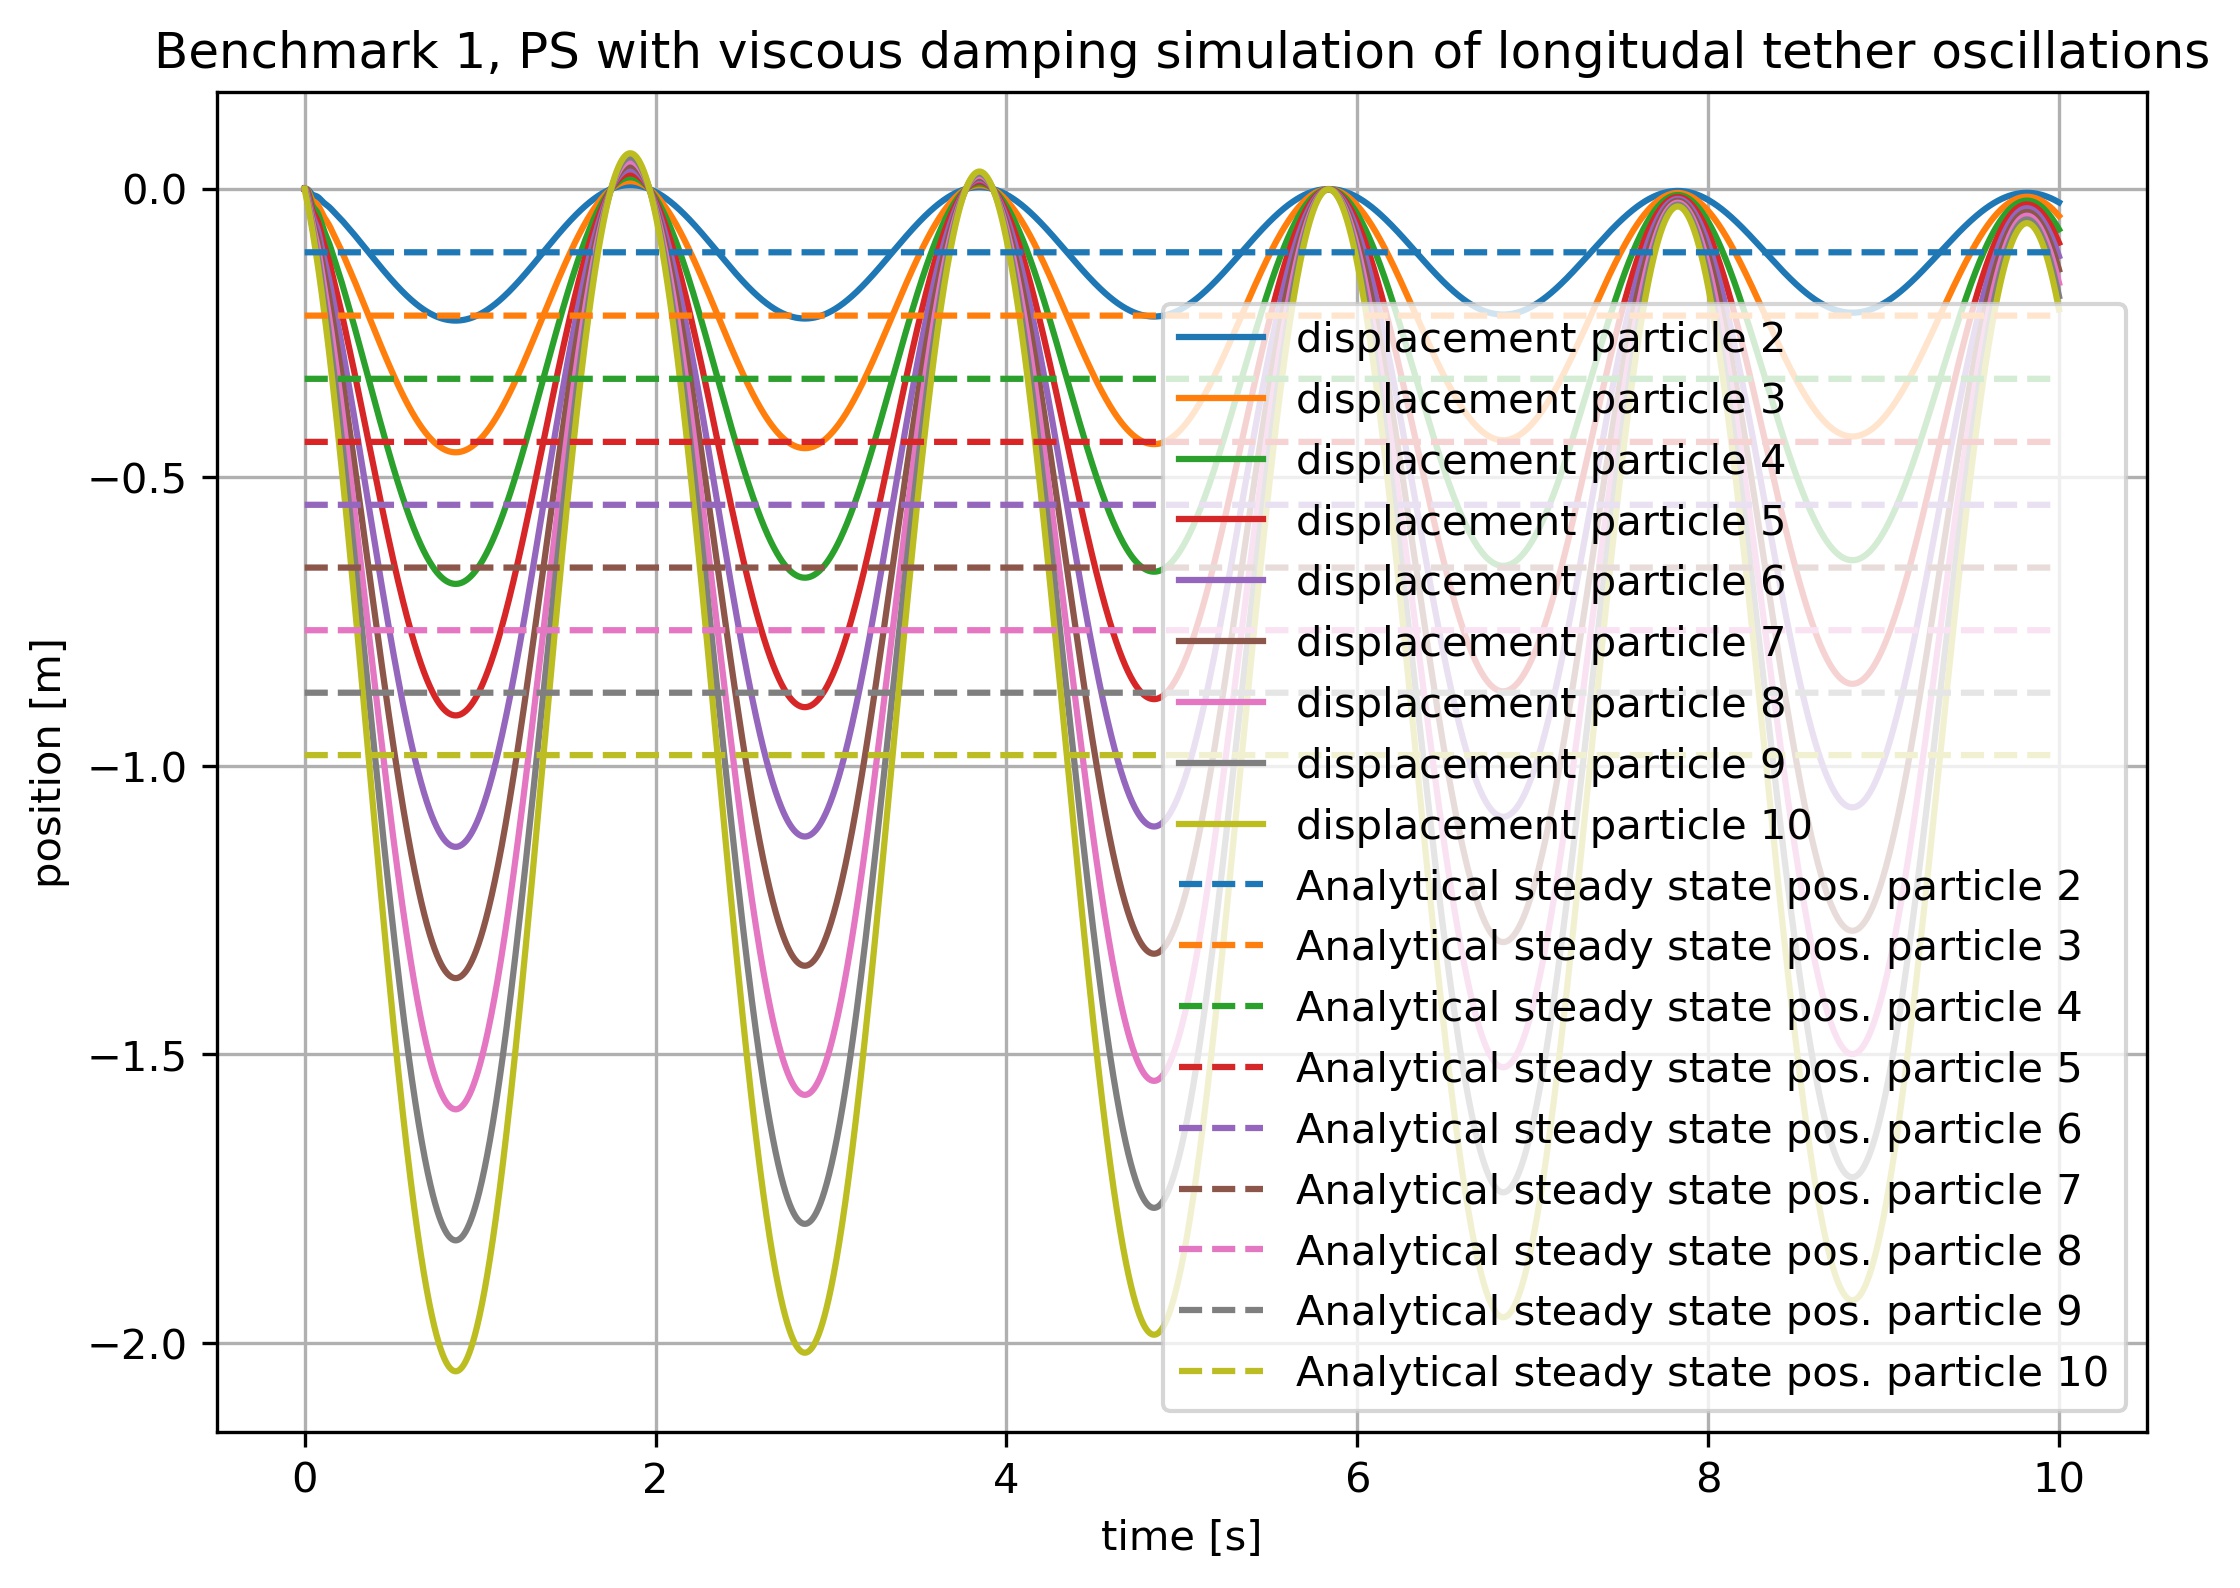 Benchmark 1, PS with viscous damping simulation of longitudal tether oscillations
position [m]
0.0
−0.5
−1.0
−1.5
−2.0
displacement particle 2
displacement particle 3
displacement particle 4
displacement particle 5
displacement particle 6
displacement particle 7
displacement particle 8
displacement particle 9
displacement particle 10
Analytical steady state pos. particle 2
Analytical steady state pos. particle 3
Analytical steady state pos. particle 4
Analytical steady state pos. particle 5
Analytical steady state pos. particle 6
Analytical steady state pos. particle 7
Analytical steady state pos. particle 8
Analytical steady state pos. particle 9
Analytical steady state pos. particle 10
0 2 4 6 8 10
time [s]